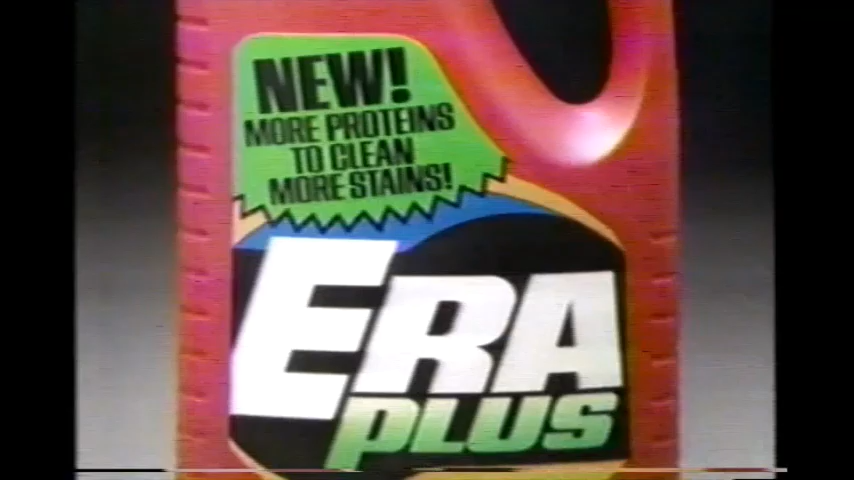 NEW!
MORE PROTEINS
TO CLEAN
MORE STAINS!
ERA
PLUS